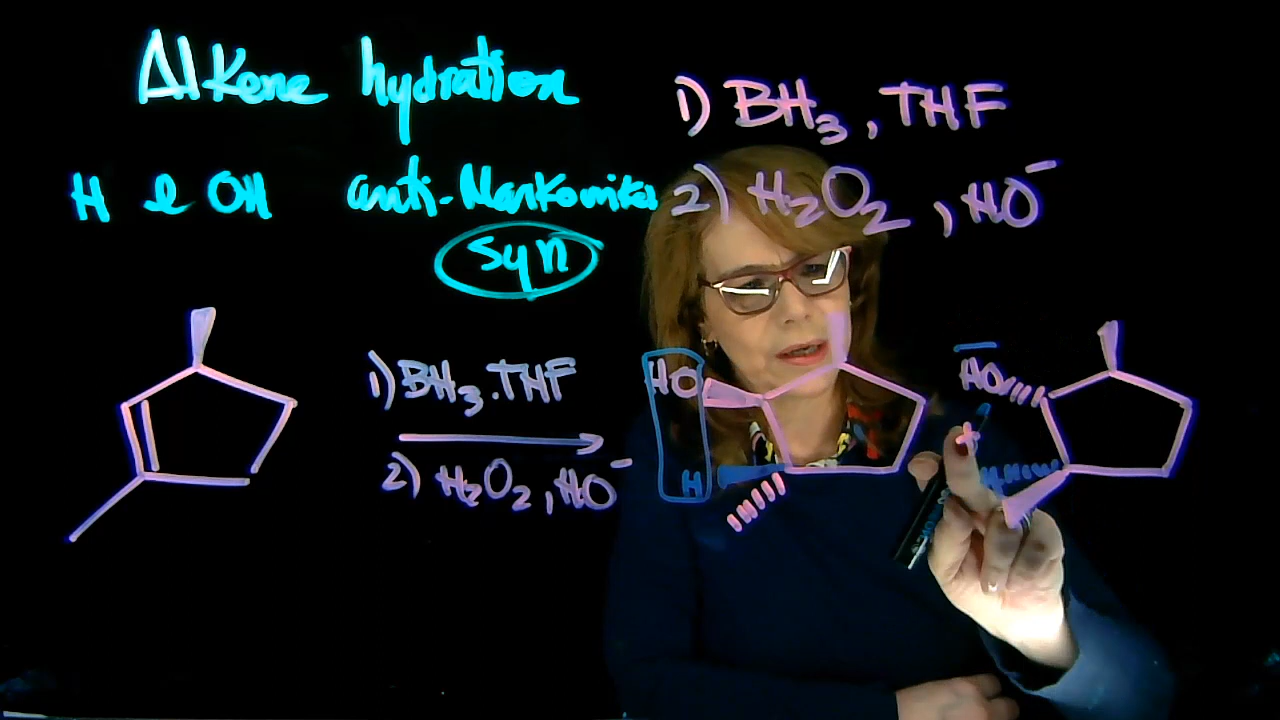 Alkene hydration
1) BH3, THF
H e OH anti-Markovnikov
2) H2O2, HO-
syn
1) BH3.THF
2) H2O2, HO-
HO
H
HO
+
H